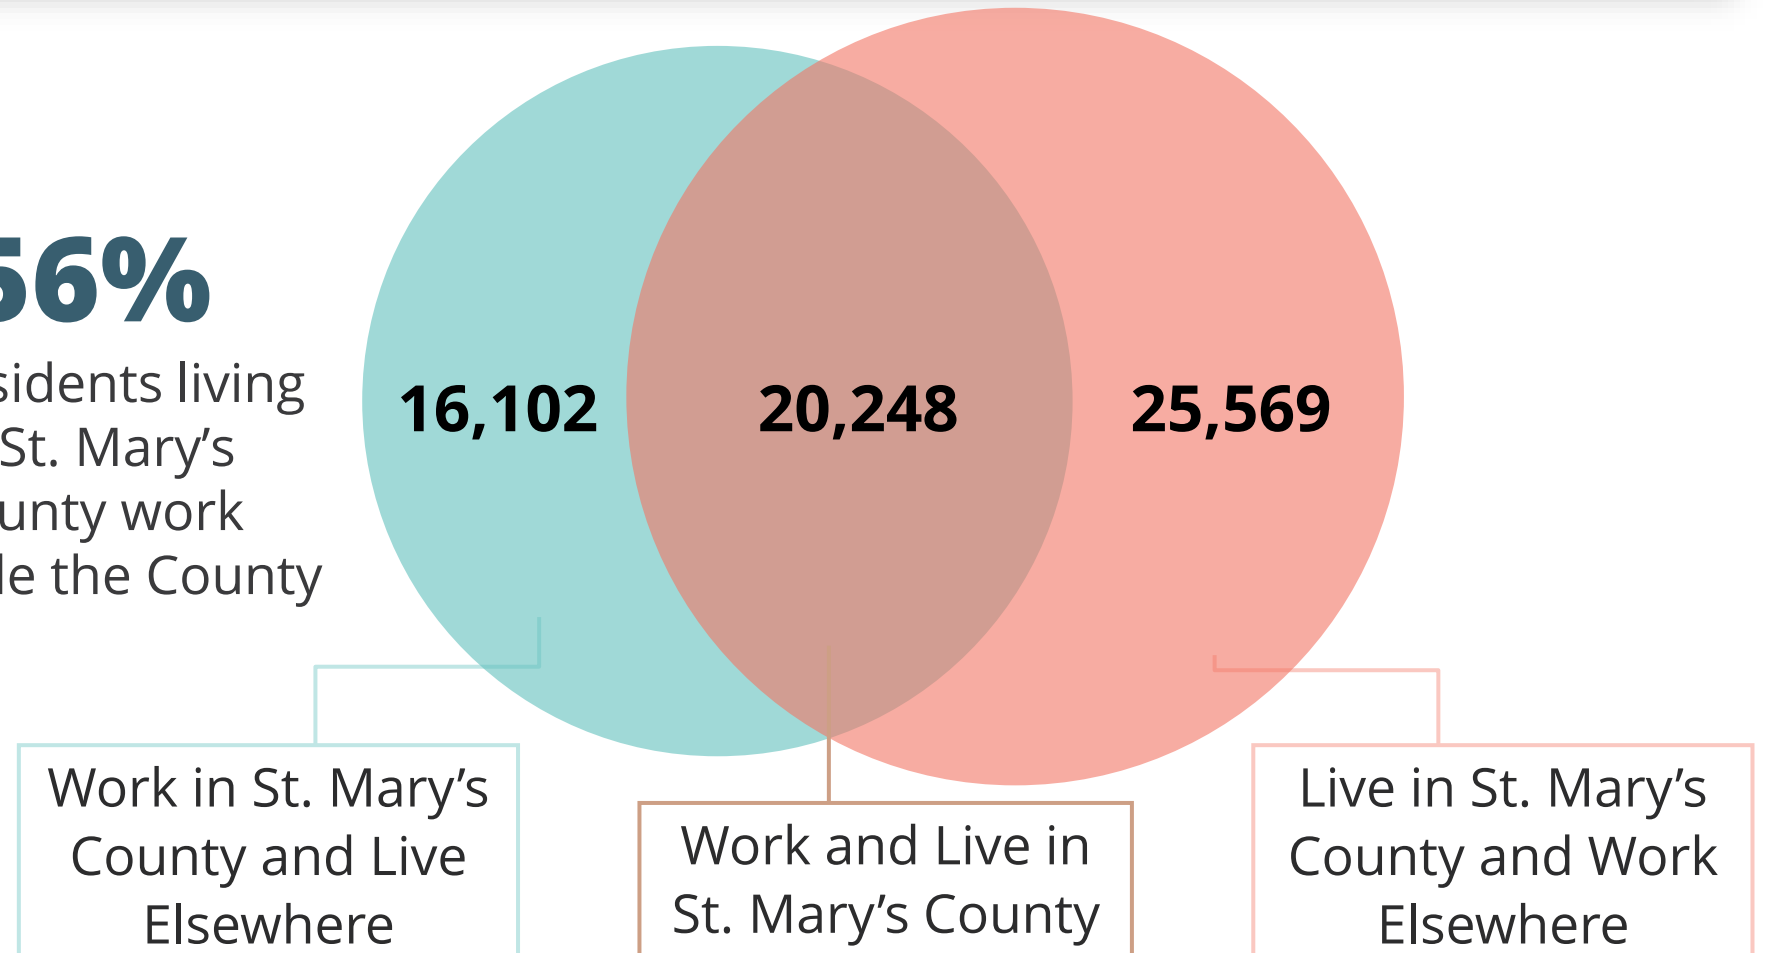 56%
sidents living
St. Mary's
unty work
le the County
16,102
20,248
25,569
Work in St. Mary's
County and Live
Elsewhere
Work and Live in
St. Mary's County
Live in St. Mary's
County and Work
Elsewhere